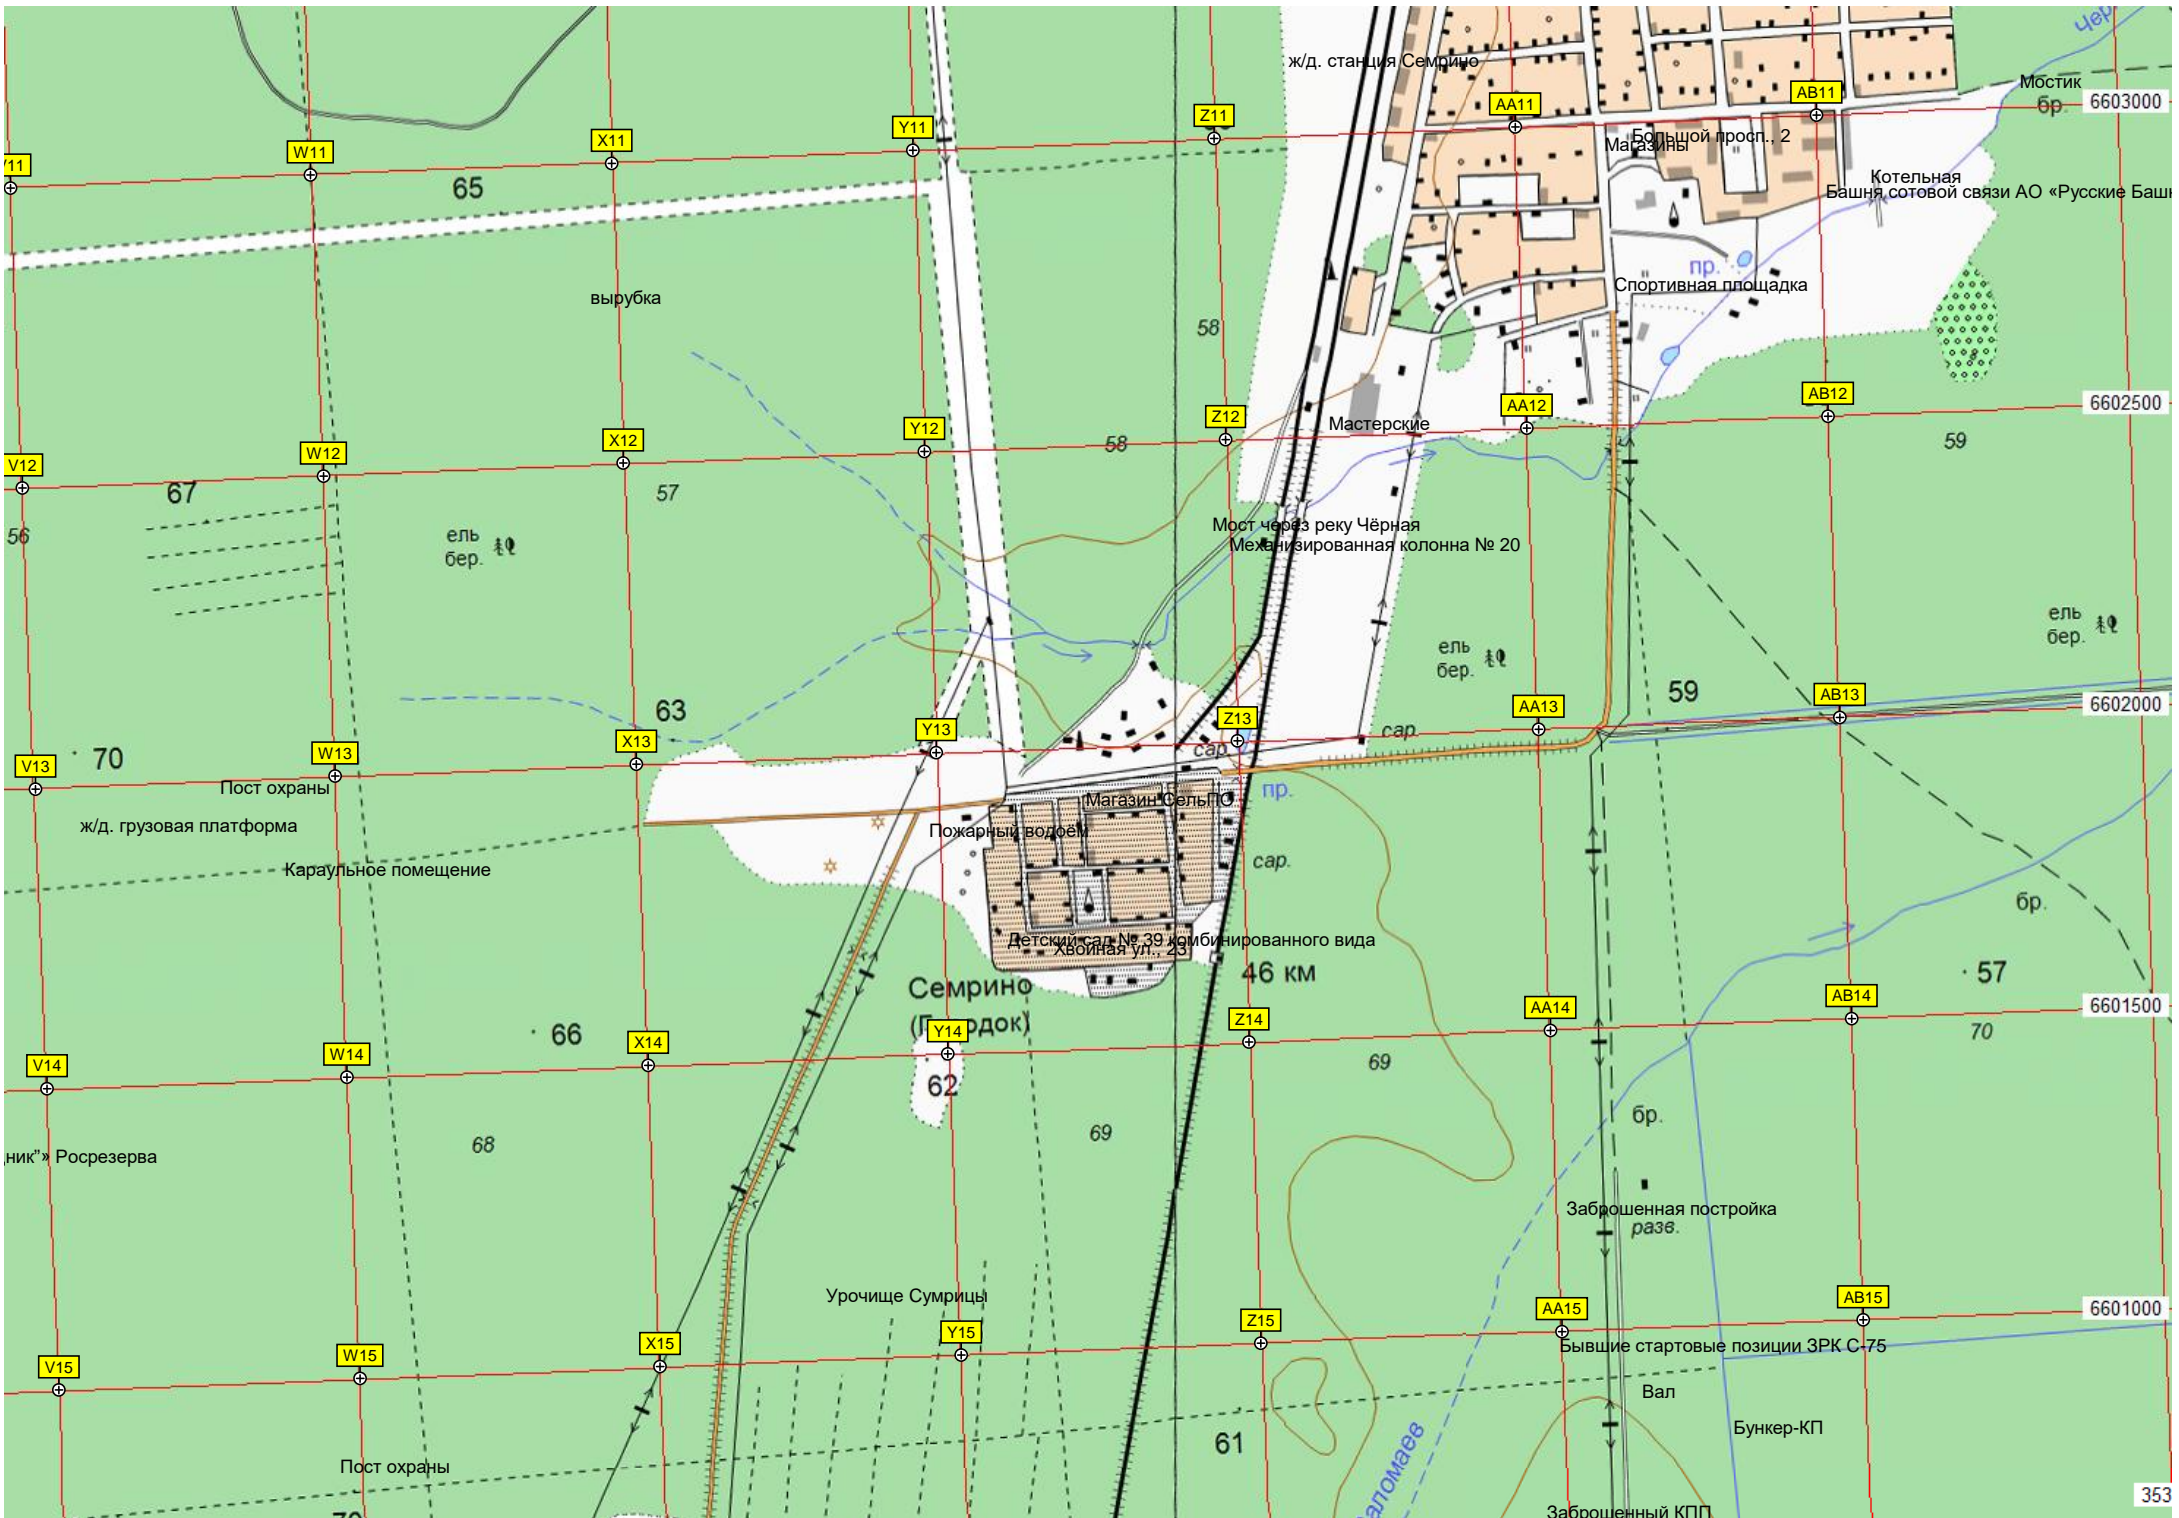 Чер
ж/д. станция Семрино
Мостик
бр.
6603000
AB11
AA11
Z11
Y11
X11
W11
Большой просп., 2
Магазины
Котельная
Башня сотовой связи АО «Русские Баш
65
пр.
Спортивная площадка
вырубка
58
AB12
6602500
AA12
Z12
Y12
X12
W12
V12
Мастерские
58
59
67
57
56
ель
бер.
Мост через реку Чёрная
Механизированная колонна № 20
ель
бер.
ель
бер.
63
59
AB13
6602000
AA13
Z13
Y13
X13
W13
V13
сар.
сар.
70
Пост охраны
пр.
Магазин СельПО
ж/д. грузовая платформа
Пожарный водоём
Караульное помещение
сар.
бр.
Детский сад № 39 комбинированного вида
Хвойная ул., 23
46 км
57
Семрино
AB14
6601500
AA14
Z14
Y14
X14
W14
V14
66
70
69
62
бр.
68
69
ник"» Росрезерва
Заброшенная постройка
разв.
Урочище Сумрицы
AB15
6601000
AA15
Z15
Y15
X15
W15
V15
Бывшие стартовые позиции ЗРК С-75
Вал
Бункер-КП
61
аломаев
Пост охраны
353
Заброшенный КПП